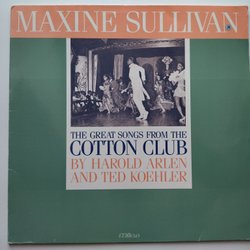 MAXINE SULLIVAN
THE GREAT SONGS FROM THE
COTTON CLUB
BY HAROLD ARLEN
AND TED KOEHLER